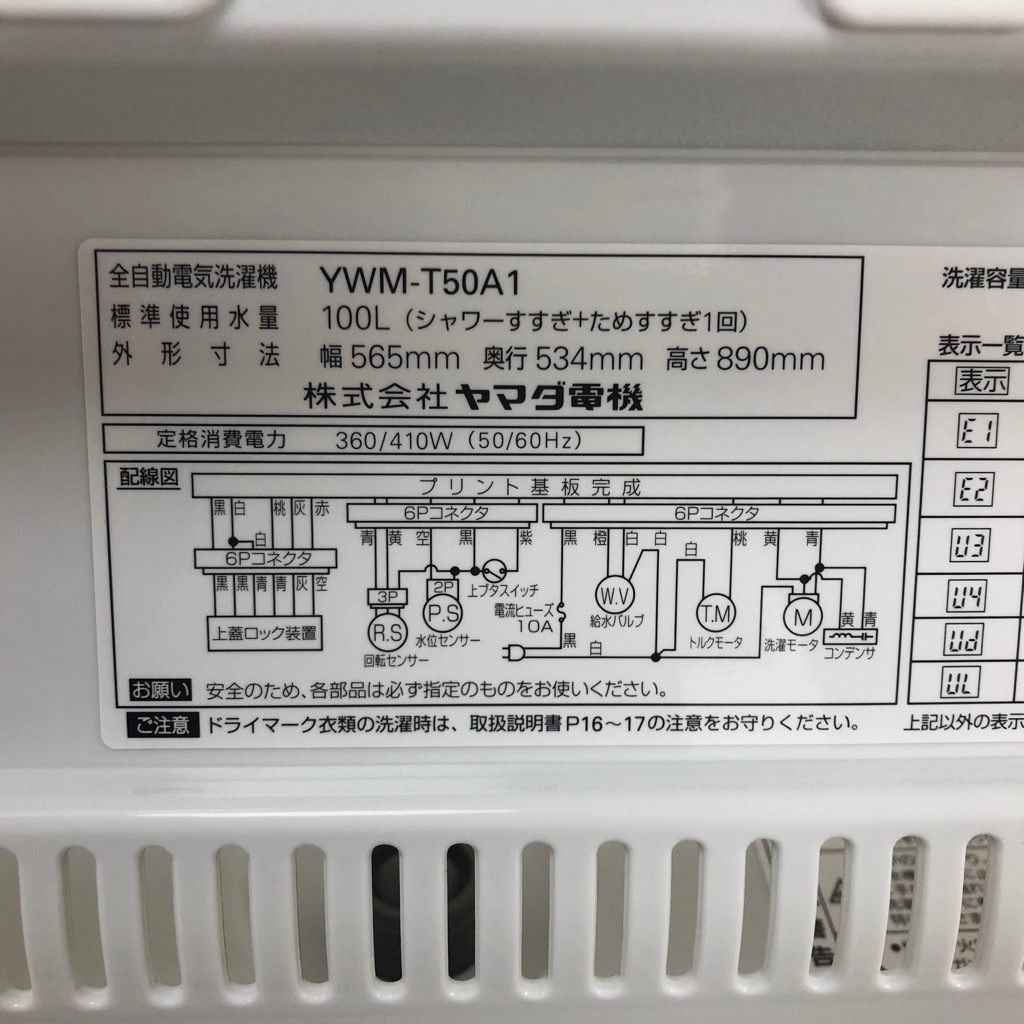 全自動電気洗濯機 YWM-T50A1
標準使用水量 100L（シャワーすすぎ+ためすすぎ1回）
外形寸法 幅565mm 奥行534mm 高さ890mm
株式会社ヤマダ電機
定格消費電力 360/410W（50/60Hz）
配線図
プリント基板完成
黒 白 桃 灰 赤
白
6Pコネクタ
黒 黒 青 青 灰 空
上蓋ロック装置
6Pコネクタ
青 黄 空 黒 紫
3P
2P
上ブタスイッチ
R.S
P.S
水位センサー
回転センサー
6Pコネクタ
黒 橙 白 白 白 桃 黄 青
電流ヒューズ
10A
黒
白
W.V
給水バルブ
T.M
トルクモータ
M
洗濯モータ
黄 青
コンデンサ
お願い 安全のため、各部品は必ず指定のものをお使いください。
ご注意 ドライマーク衣類の洗濯時は、取扱説明書P16～17の注意をお守りください。
洗濯容量
表示一覧
表示
E1
E2
U3
U4
Ud
UL
上記以外の表示